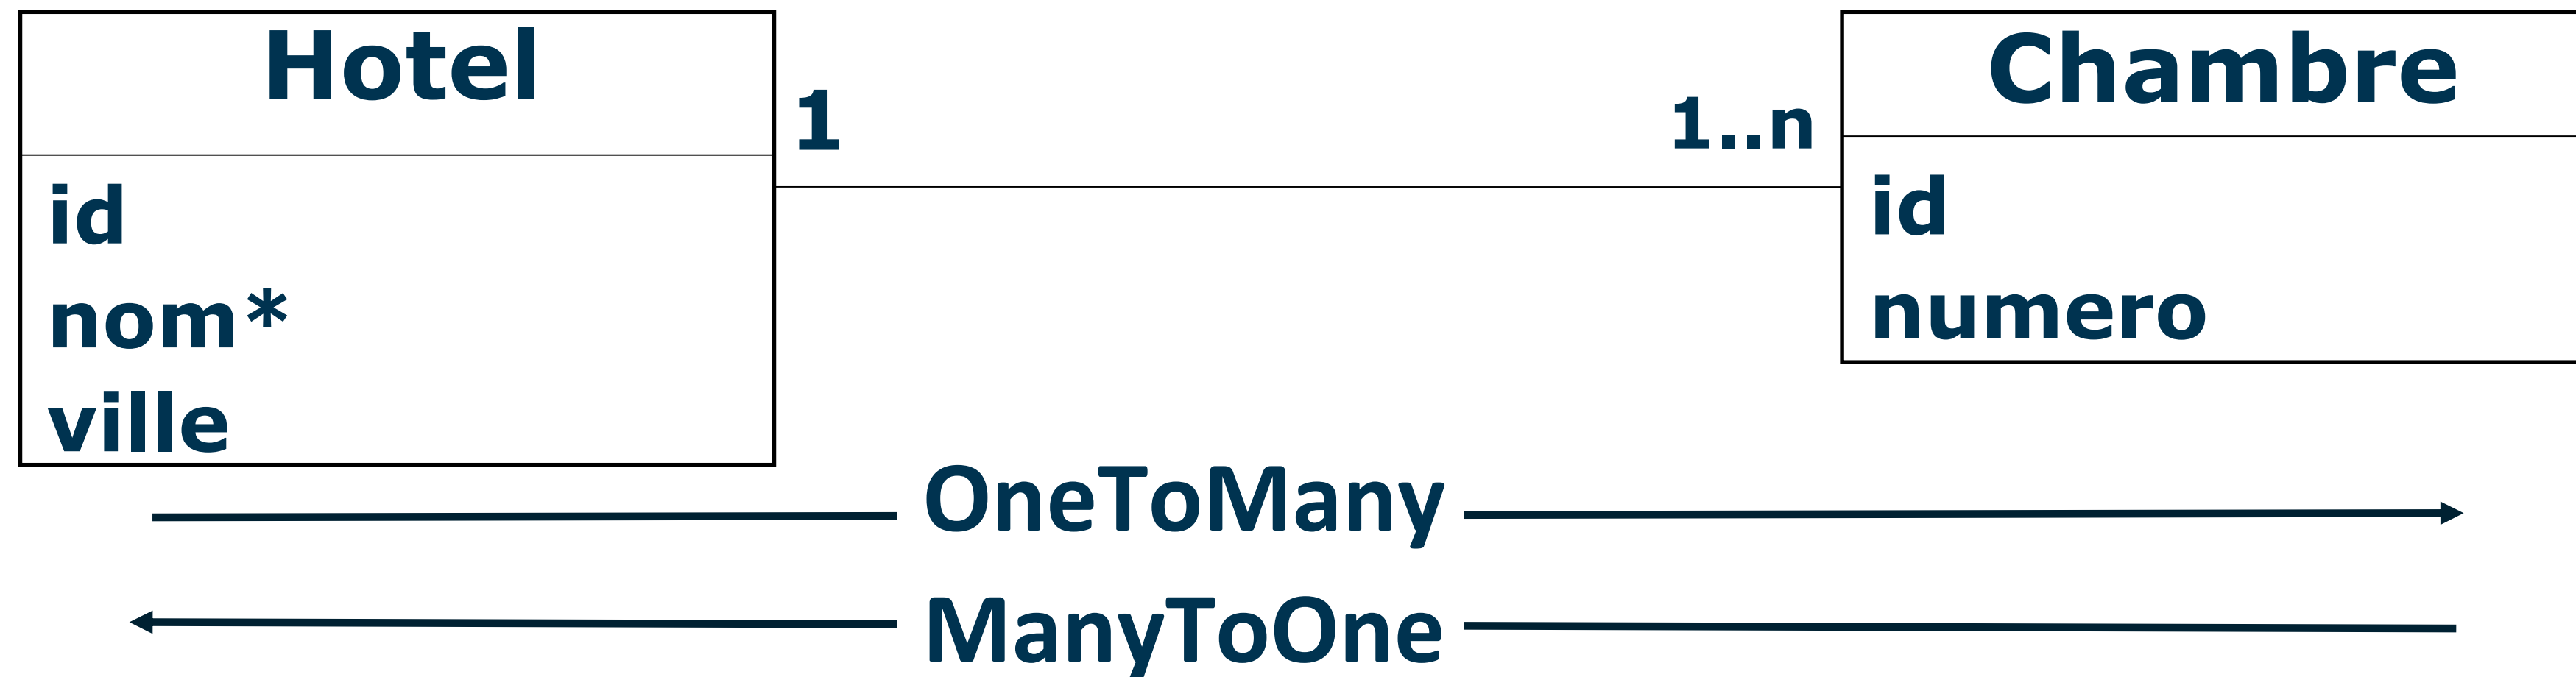 Hotel
id
nom*
ville
1
1..n
Chambre
id
numero
OneToMany
ManyToOne